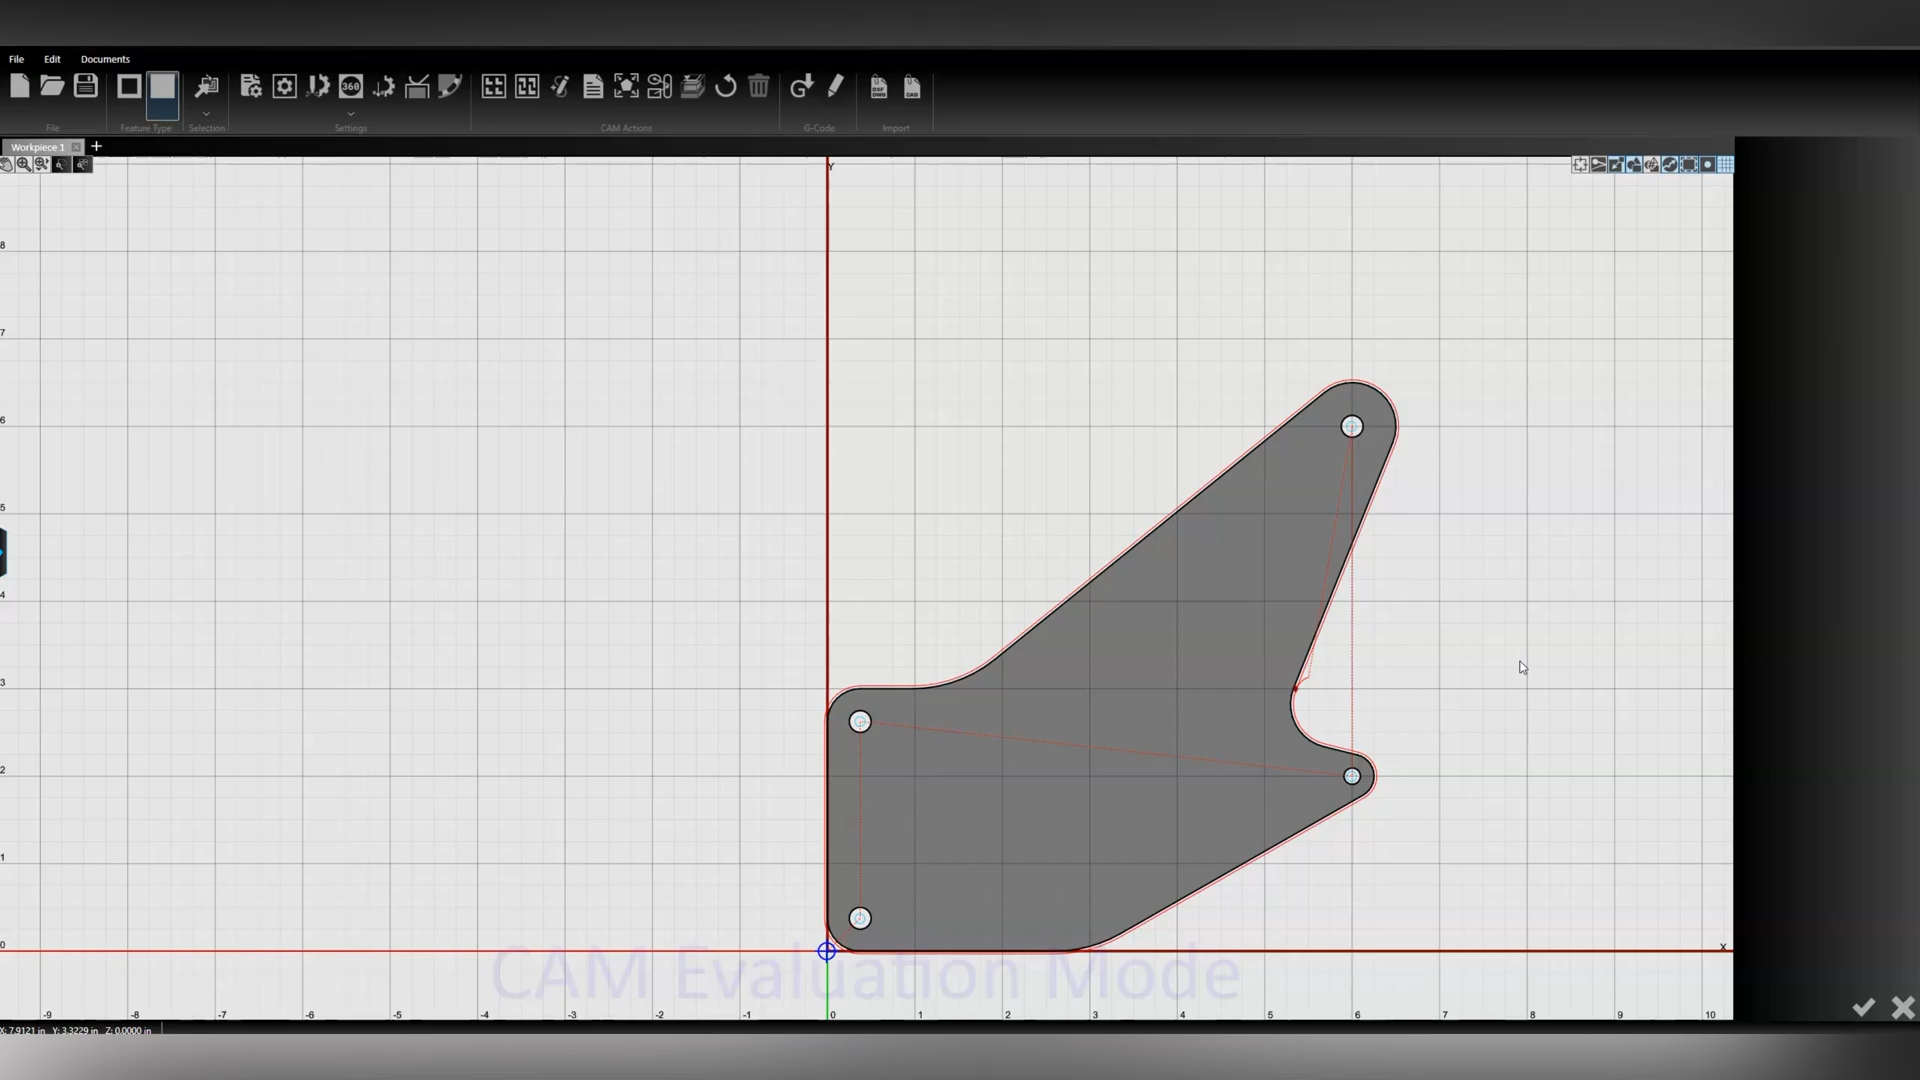 File Edit Documents
360
File Feature Type Selection Settings CAM Actions G-Code Import
Workpiece 1
Y
8
7
6
5
4
3
2
1
0
X
CAM Evaluation Mode
-9 -8 -7 -6 -5 -4 -3 -2 -1 0 1 2 3 4 5 6 7 8 9 10
X: 7.9121 in Y: 3.3229 in Z: 0.0000 in